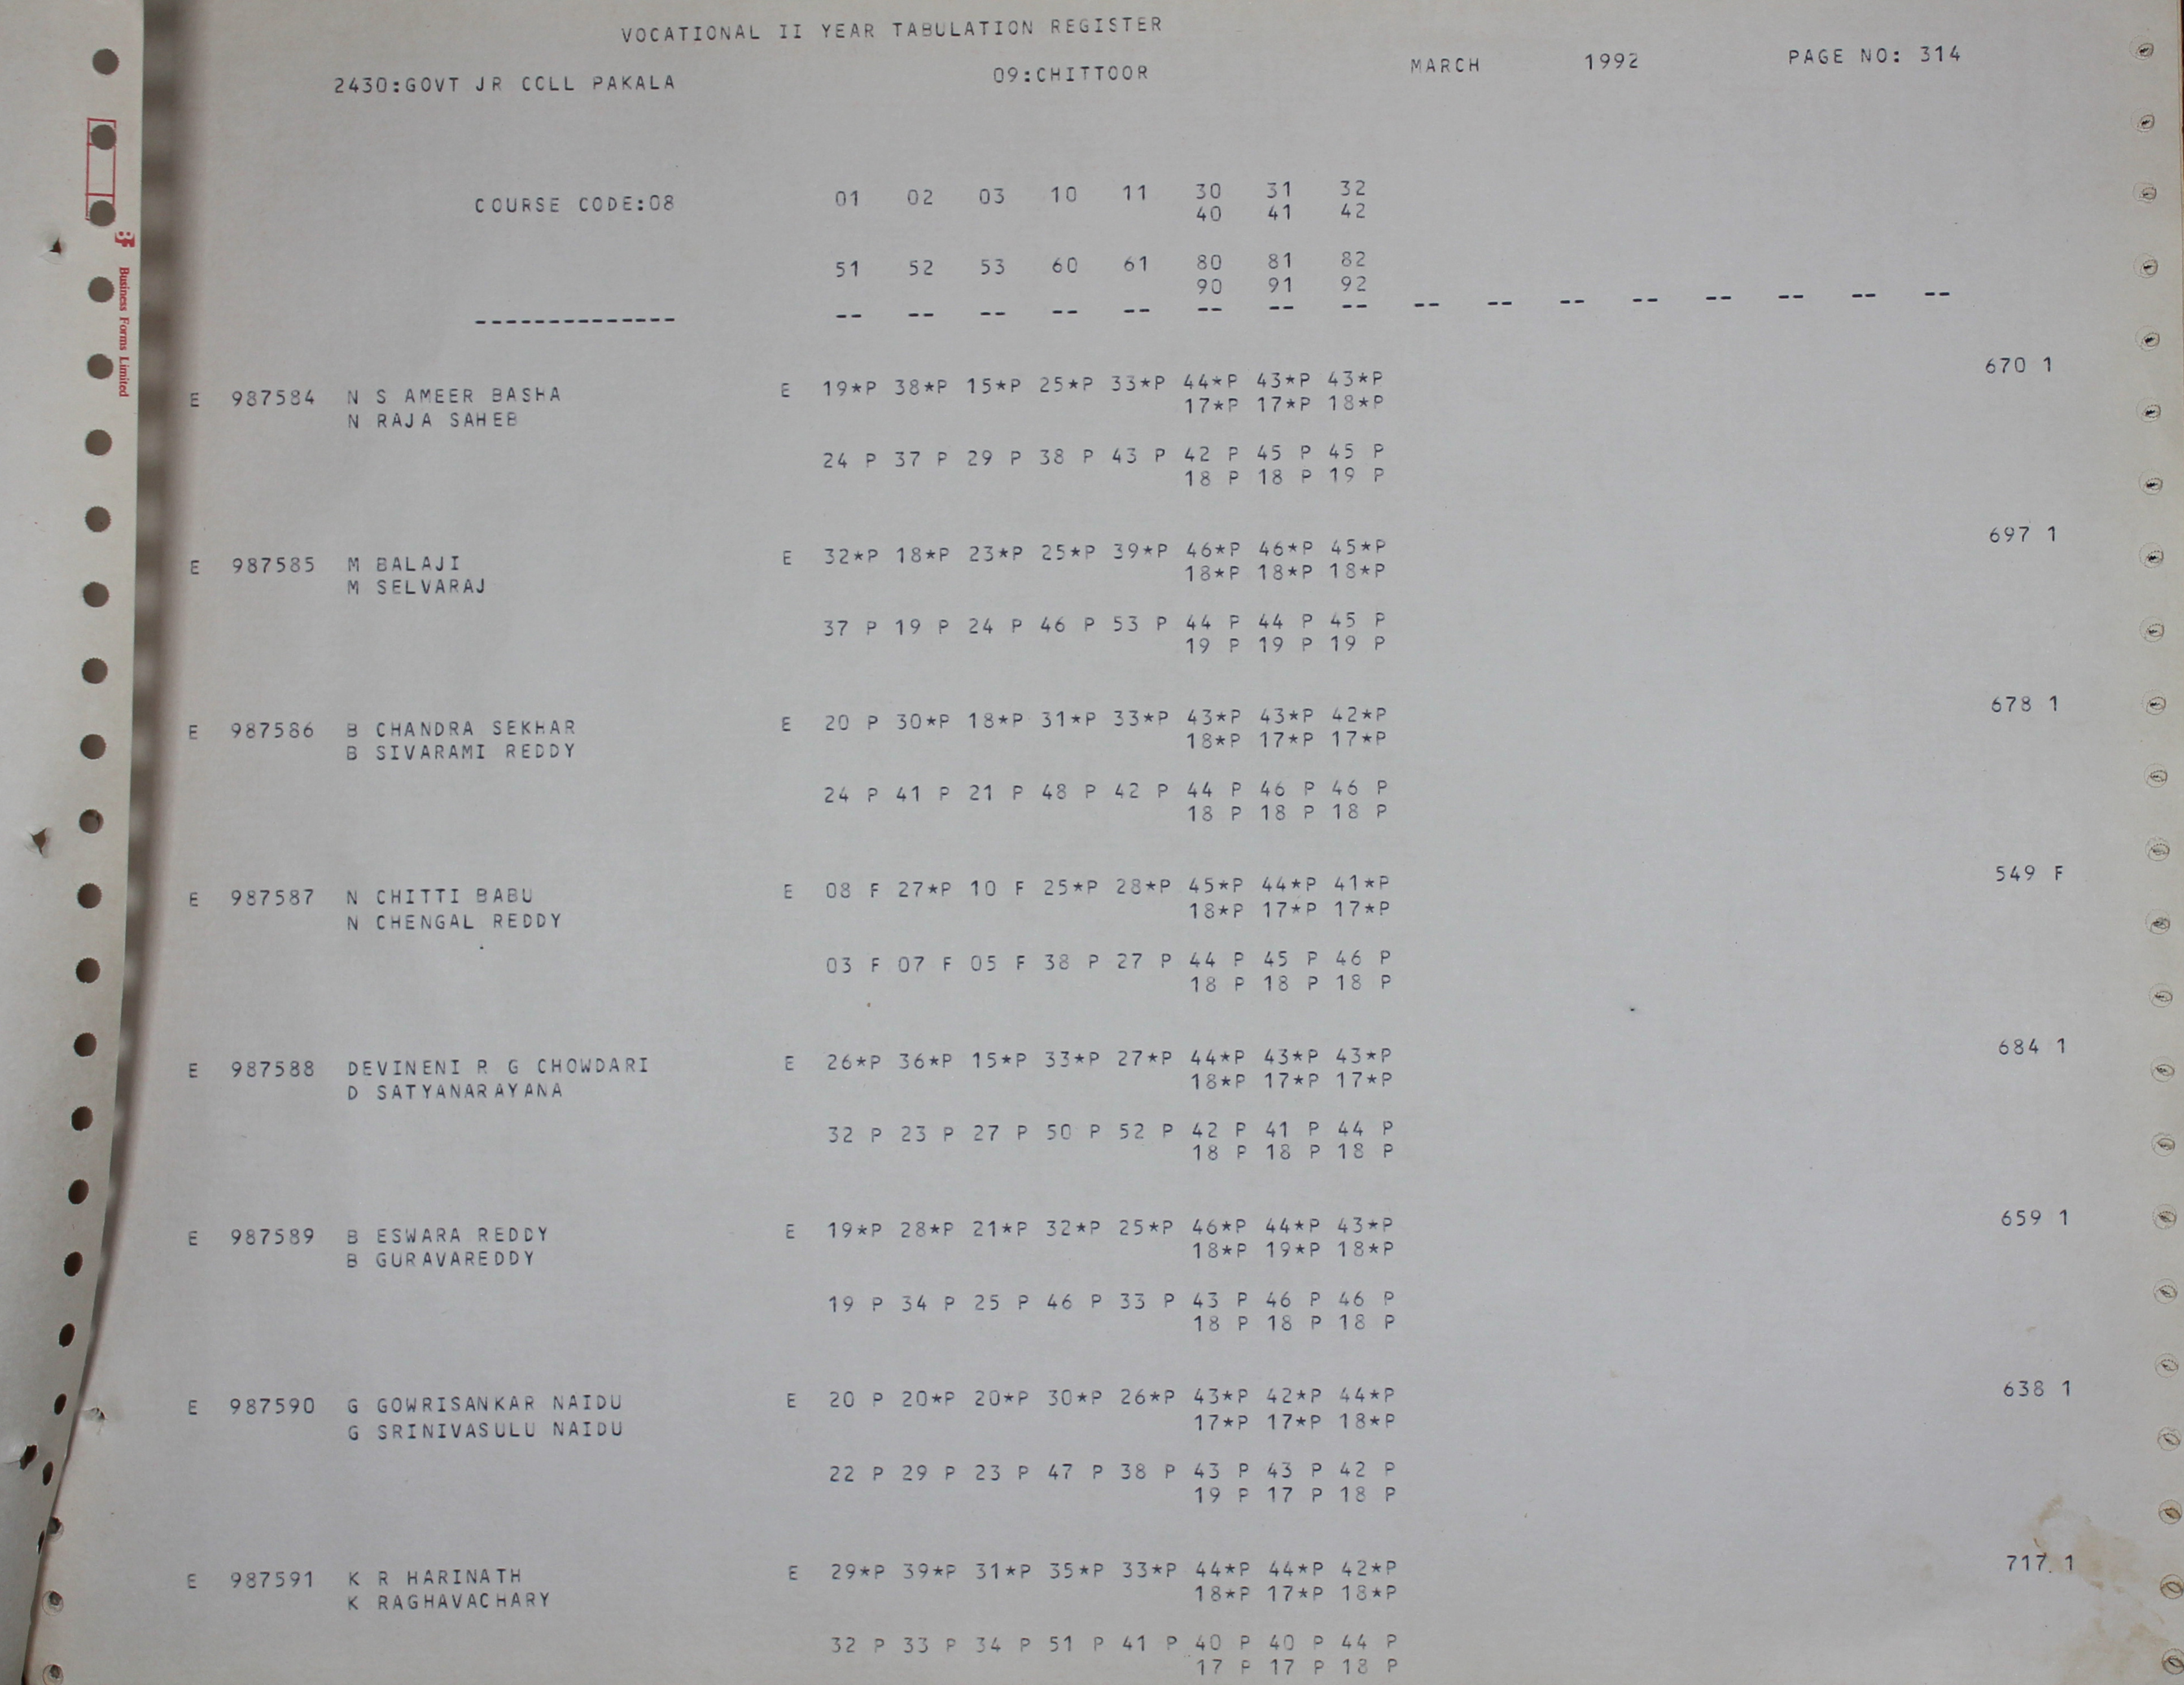 VOCATIONAL II YEAR TABULATION REGISTER
2430:GOVT JR COLL PAKALA 09:CHITTOOR MARCH 1992 PAGE NO: 314
COURSE CODE:08 01 02 03 10 11 30 31 32
40 41 42
51 52 53 60 61 80 81 82
90 91 92
-------------- -- -- -- -- -- -- -- -- -- -- -- -- -- -- -- --
Business Forms Limited
E 987584 N S AMEER BASHA E 19*P 38*P 15*P 25*P 33*P 44*P 43*P 43*P 670 1
N RAJA SAHEB 17*P 17*P 18*P
24 P 37 P 29 P 38 P 43 P 42 P 45 P 45 P
18 P 18 P 19 P
E 987585 M BALAJI E 32*P 18*P 23*P 25*P 39*P 46*P 46*P 45*P 697 1
M SELVARAJ 18*P 18*P 18*P
37 P 19 P 24 P 46 P 53 P 44 P 44 P 45 P
19 P 19 P 19 P
E 987586 B CHANDRA SEKHAR E 20 P 30*P 18*P 31*P 33*P 43*P 43*P 42*P 678 1
B SIVARAMI REDDY 18*P 17*P 17*P
24 P 41 P 21 P 48 P 42 P 44 P 46 P 46 P
18 P 18 P 18 P
E 987587 N CHITTI BABU E 08 F 27*P 10 F 25*P 28*P 45*P 44*P 41*P 549 F
N CHENGAL REDDY 18*P 17*P 17*P
03 F 07 F 05 F 38 P 27 P 44 P 45 P 46 P
18 P 18 P 18 P
E 987588 DEVINENI R G CHOWDARI E 26*P 36*P 15*P 33*P 27*P 44*P 43*P 43*P 684 1
D SATYANARAYANA 18*P 17*P 17*P
32 P 23 P 27 P 50 P 52 P 42 P 41 P 44 P
18 P 18 P 18 P
E 987589 B ESWARA REDDY E 19*P 28*P 21*P 32*P 25*P 46*P 44*P 43*P 659 1
B GURAVAREDDY 18*P 19*P 18*P
19 P 34 P 25 P 46 P 33 P 43 P 46 P 46 P
18 P 18 P 18 P
E 987590 G GOWRISANKAR NAIDU E 20 P 20*P 20*P 30*P 26*P 43*P 42*P 44*P 638 1
G SRINIVASULU NAIDU 17*P 17*P 18*P
22 P 29 P 23 P 47 P 38 P 43 P 43 P 42 P
19 P 17 P 18 P
E 987591 K R HARINATH E 29*P 39*P 31*P 35*P 33*P 44*P 44*P 42*P 717 1
K RAGHAVACHARY 18*P 17*P 18*P
32 P 33 P 34 P 51 P 41 P 40 P 40 P 44 P
17 P 17 P 18 P